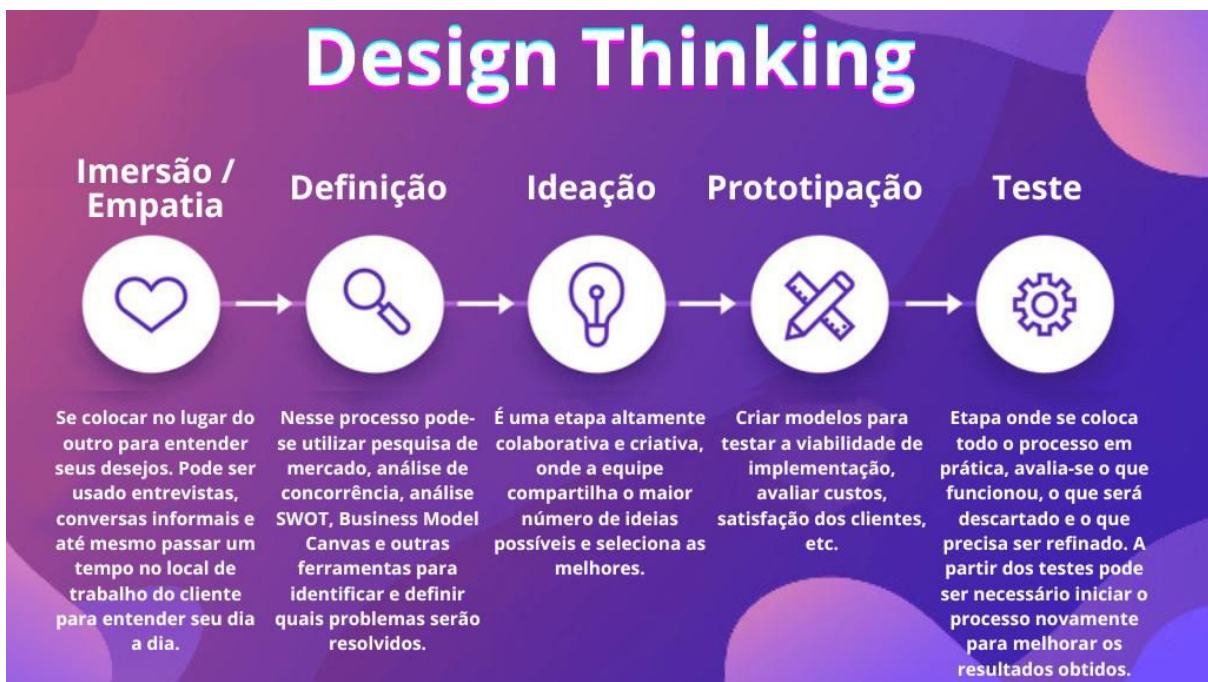 Design Thinking
Imersão /
Empatia
Se colocar no lugar do
outro para entender
seus desejos. Pode ser
usado entrevistas,
conversas informais e
até mesmo passar um
tempo no local de
trabalho do cliente
para entender seu dia
a dia.
Definição
Nesse processo pode-
se utilizar pesquisa de
mercado, análise de
concorrência, análise
SWOT, Business Model
Canvas e outras
ferramentas para
identificar e definir
quais problemas serão
resolvidos.
Ideação
É uma etapa altamente
colaborativa e criativa,
onde a equipe
compartilha o maior
número de ideias
possíveis e seleciona as
melhores.
Prototipação
Criar modelos para
testar a viabilidade de
implementação,
avaliar custos,
satisfação dos clientes,
etc.
Teste
Etapa onde se coloca
todo o processo em
prática, avalia-se o que
funcionou, o que será
descartado e o que
precisa ser refinado. A
partir dos testes pode
ser necessário iniciar o
processo novamente
para melhorar os
resultados obtidos.